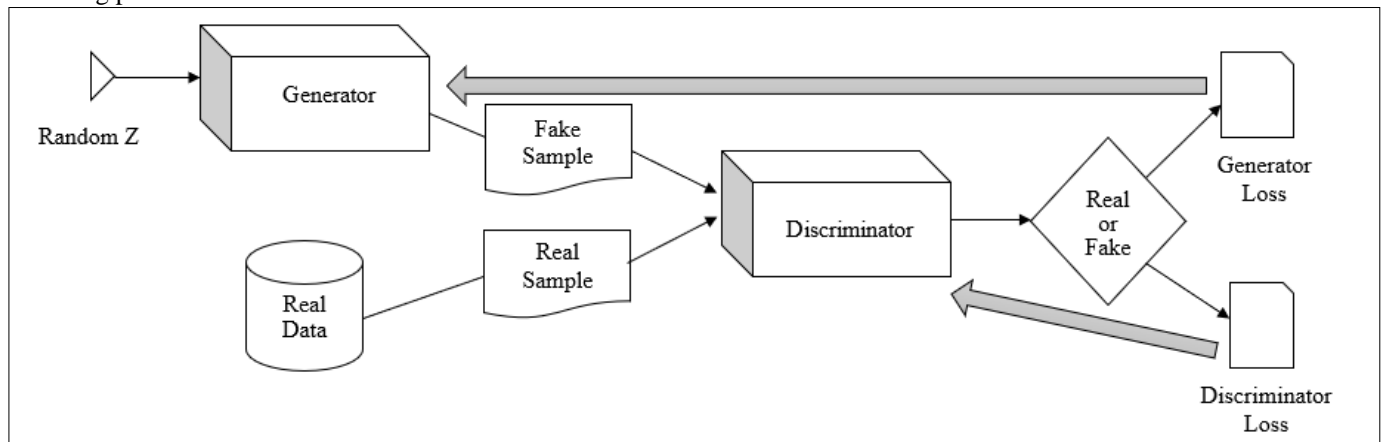 Generator
Random Z
Fake
Sample
Real
Sample
Real
Data
Discriminator
Real
or
Fake
Generator
Loss
Discriminator
Loss